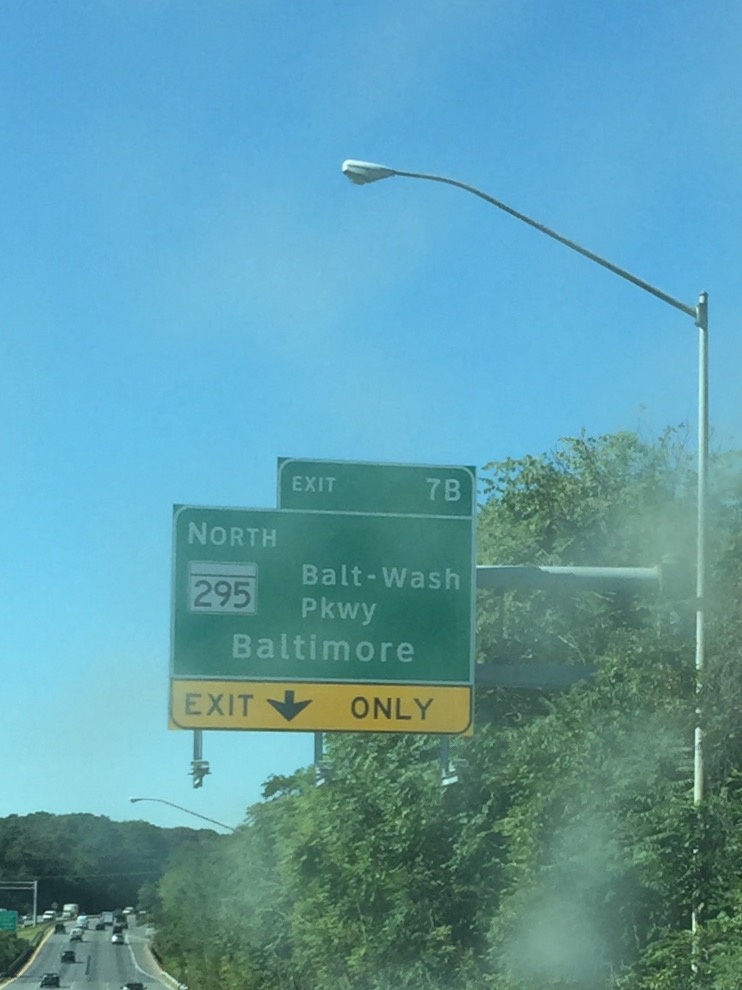 EXIT 7B
NORTH
295 Balt-Wash
Pkwy
Baltimore
EXIT ONLY